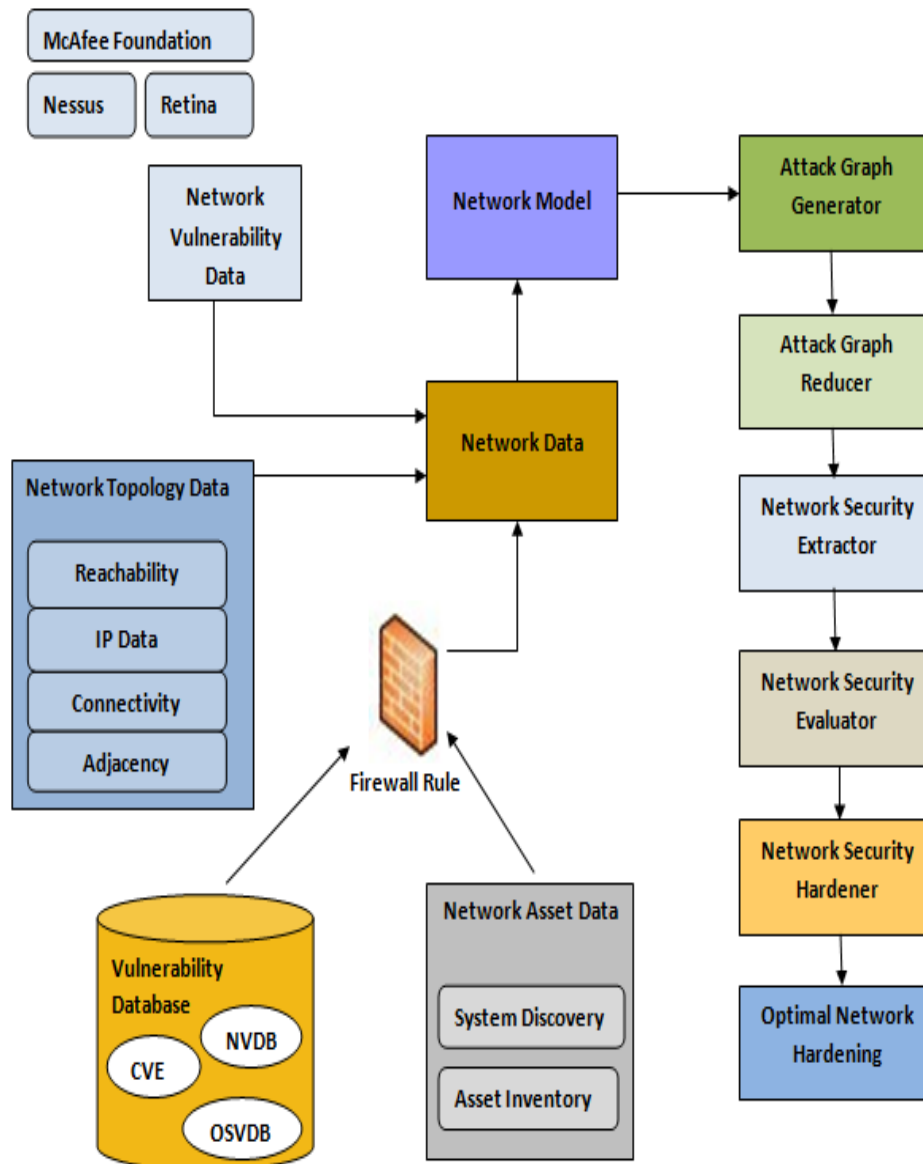 McAfee Foundation
Nessus
Retina
Network
Vulnerability
Data
Network Model
Attack Graph
Generator
Attack Graph
Reducer
Network Data
Network Topology Data
Reachability
IP Data
Connectivity
Adjacency
Network Security
Extractor
Firewall Rule
Network Security
Evaluator
Network Security
Hardener
Vulnerability
Database
NVDB
CVE
OSVDB
Network Asset Data
System Discovery
Asset Inventory
Optimal Network
Hardening